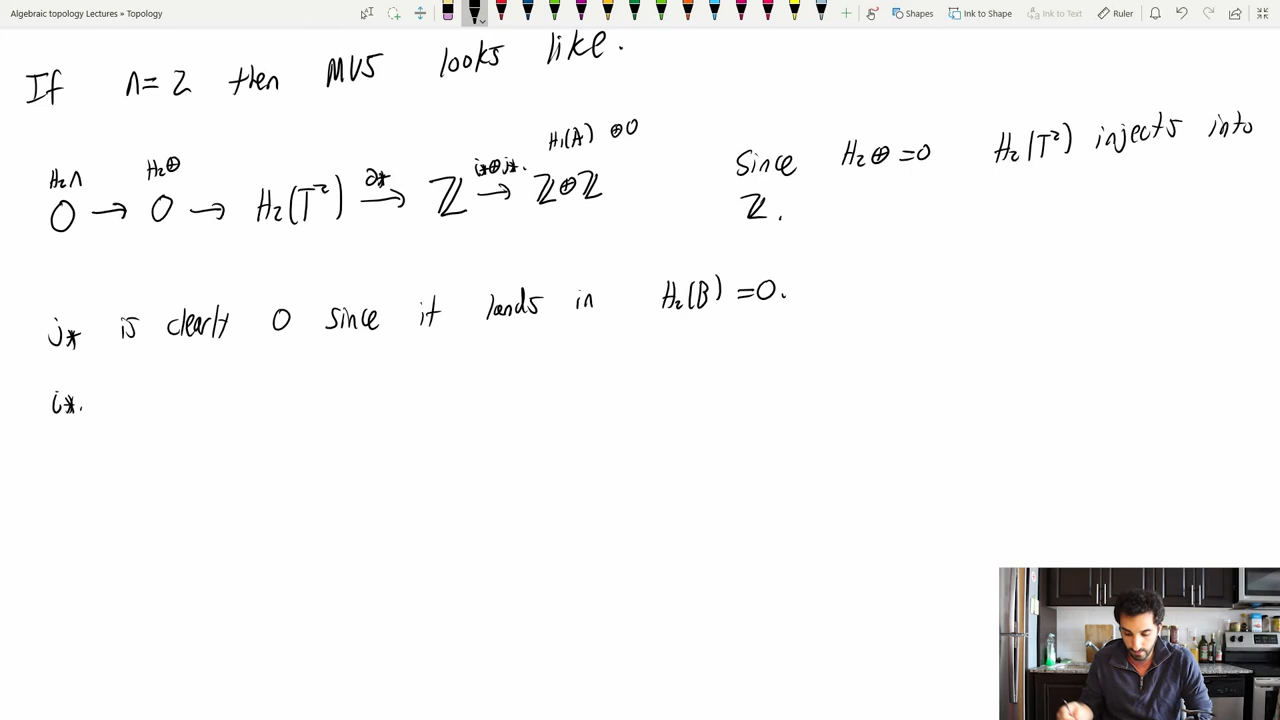 Algebraic topology Lectures » Topology
Ink to Shape
Ink to Text
Ruler
Shapes
If n=2 then MVS looks like.
H₁(A) ⊕0
H₂∩ H₂⊕ ∂* i*⊕j*.
0 → 0 → H₂(T²) → ℤ → ℤ⊕ℤ
Since H₂⊕=0 H₂(T²) injects into
ℤ.
j* is clearly 0 since it lands in H₂(B) =0.
i*.